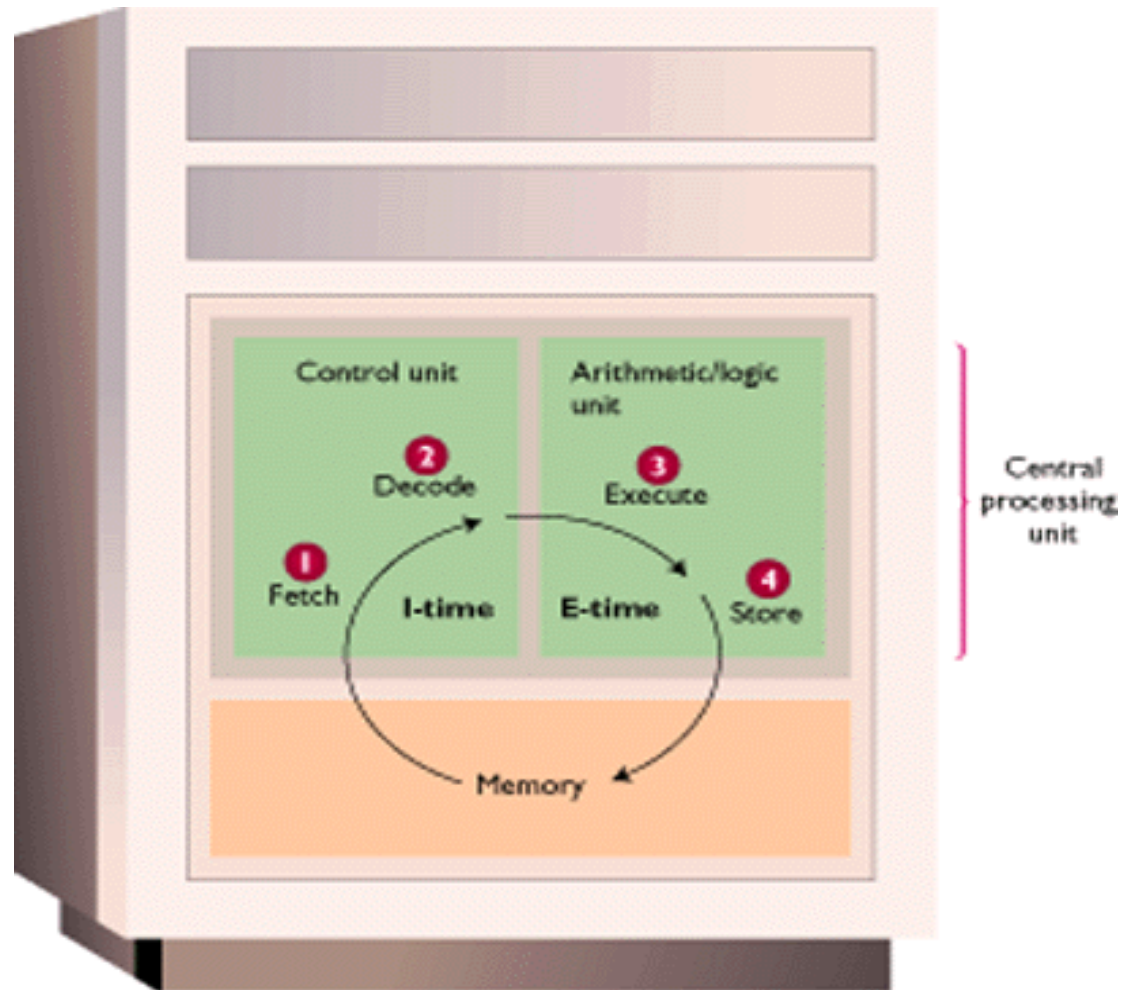 Control unit
Arithmetic/logic
unit
2
Decode
3
Execute
1
Fetch
4
Store
I-time
E-time
Memory
Central
processing
unit